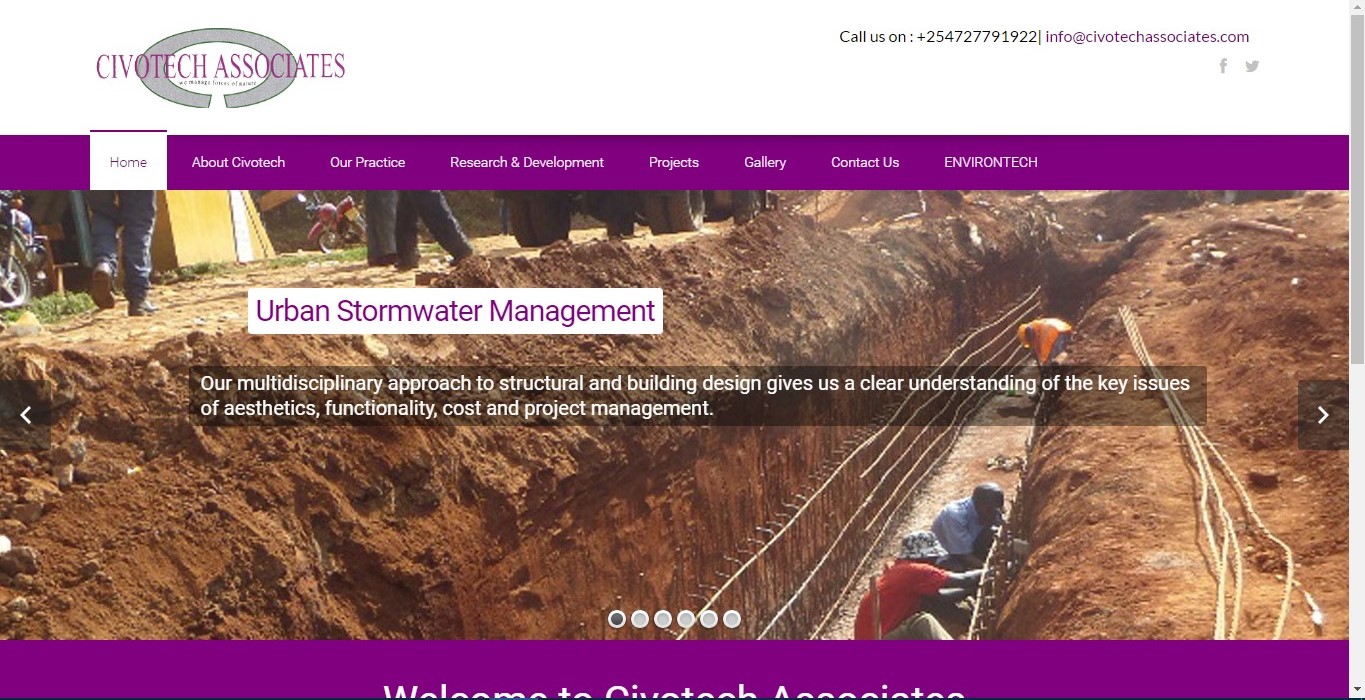 CIVOTECH ASSOCIATES
we manage forces of nature
Call us on : +254727791922| info@civotechassociates.com
Home About Civotech Our Practice Research & Development Projects Gallery Contact Us ENVIRONTECH
Urban Stormwater Management
Our multidisciplinary approach to structural and building design gives us a clear understanding of the key issues
of aesthetics, functionality, cost and project management.
Welcome to Civotech Associates